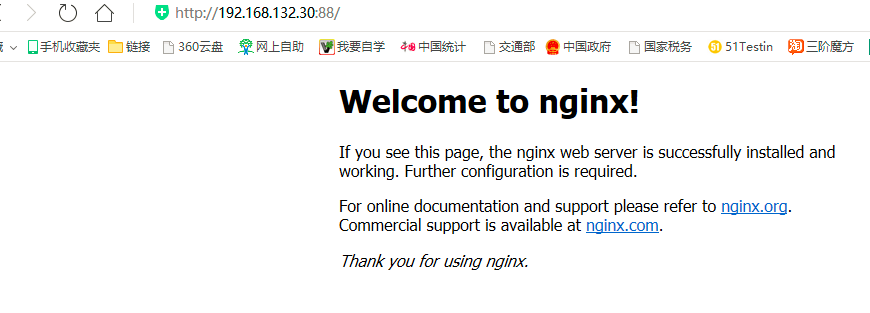 http://192.168.132.30:88/
手机收藏夹 链接 360云盘 网上自助 我要自学 中国统计 交通部 中国政府 国家税务 51Testin 三阶魔方
Welcome to nginx!
If you see this page, the nginx web server is successfully installed and
working. Further configuration is required.
For online documentation and support please refer to nginx.org.
Commercial support is available at nginx.com.
Thank you for using nginx.